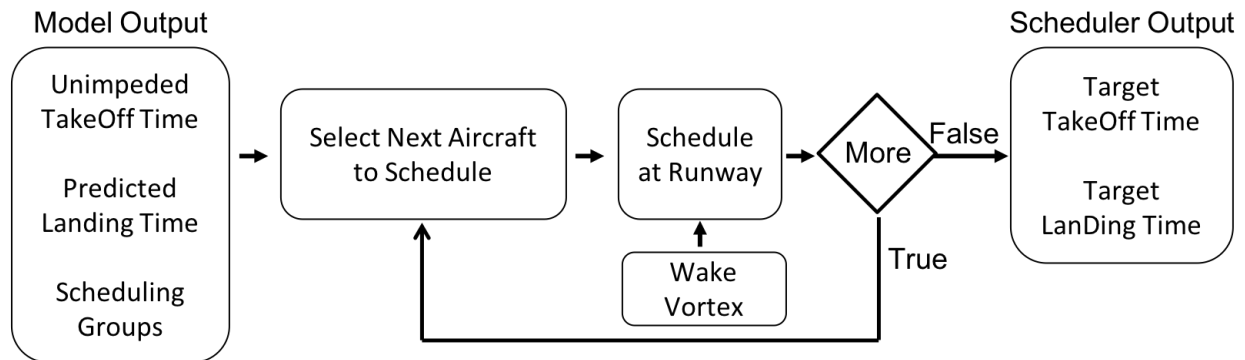 Model Output
Unimpeded
TakeOff Time
Predicted
Landing Time
Scheduling
Groups
Select Next Aircraft
to Schedule
Schedule
at Runway
Wake
Vortex
More
False
True
Scheduler Output
Target
TakeOff Time
Target
LanDing Time